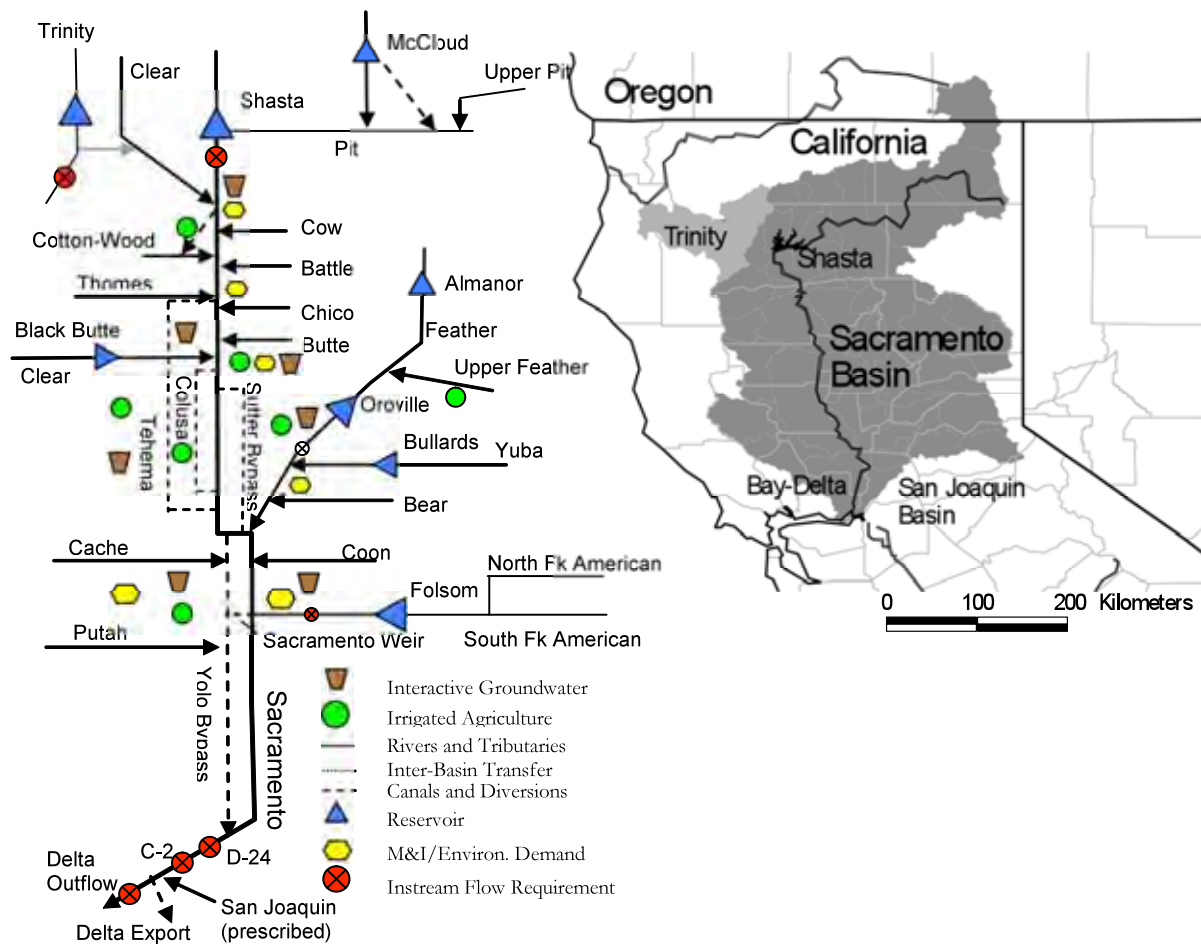 Trinity
Clear
McCloud
Upper Pit
Shasta
Pit
Cow
Cotton-Wood
Battle
Thomes
Chico
Almanor
Black Butte
Butte
Feather
Clear
Upper Feather
Colusa
Sutter Bypass
Oroville
Tehema
Bullards
Yuba
Bear
Cache
Coon
North Fk American
Folsom
Putah
Sacramento Weir
South Fk American
Yolo Bypass
Sacramento
Interactive Groundwater
Irrigated Agriculture
Rivers and Tributaries
Inter-Basin Transfer
Canals and Diversions
Reservoir
M&I/Environ. Demand
Instream Flow Requirement
C-2
D-24
Delta
Outflow
San Joaquin
(prescribed)
Delta Export
Oregon
California
Trinity
Shasta
Sacramento
Basin
Bay-Delta
San Joaquin
Basin
0 100 200 Kilometers